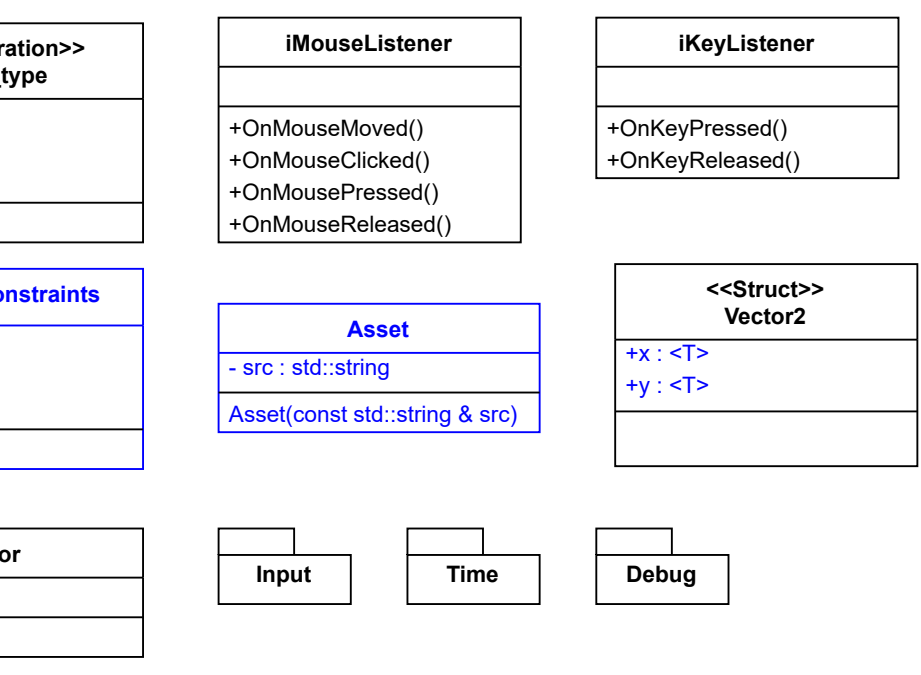 ration>>
_type
iMouseListener
+OnMouseMoved()
+OnMouseClicked()
+OnMousePressed()
+OnMouseReleased()
iKeyListener
+OnKeyPressed()
+OnKeyReleased()
onstraints
Asset
- src : std::string
Asset(const std::string & src)
<<Struct>>
Vector2
+x : <T>
+y : <T>
or
Input
Time
Debug